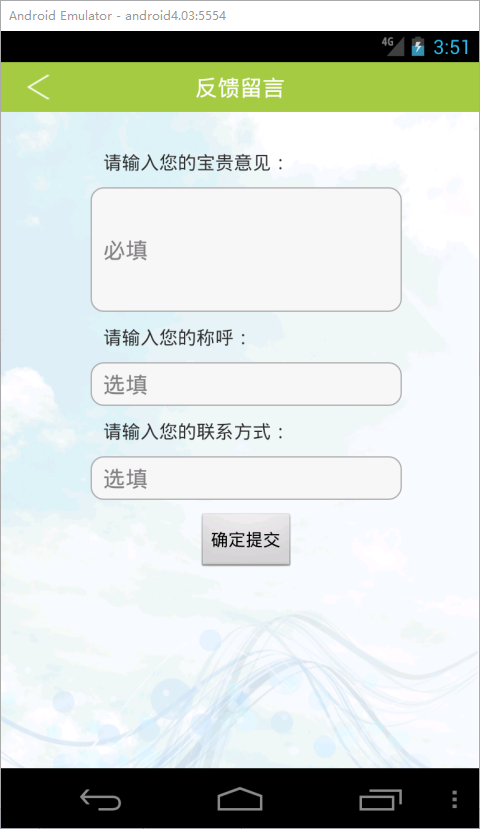 Android Emulator - android4.03:5554
4G 3:51
反馈留言
请输入您的宝贵意见：
必填
请输入您的称呼：
选填
请输入您的联系方式：
选填
确定提交